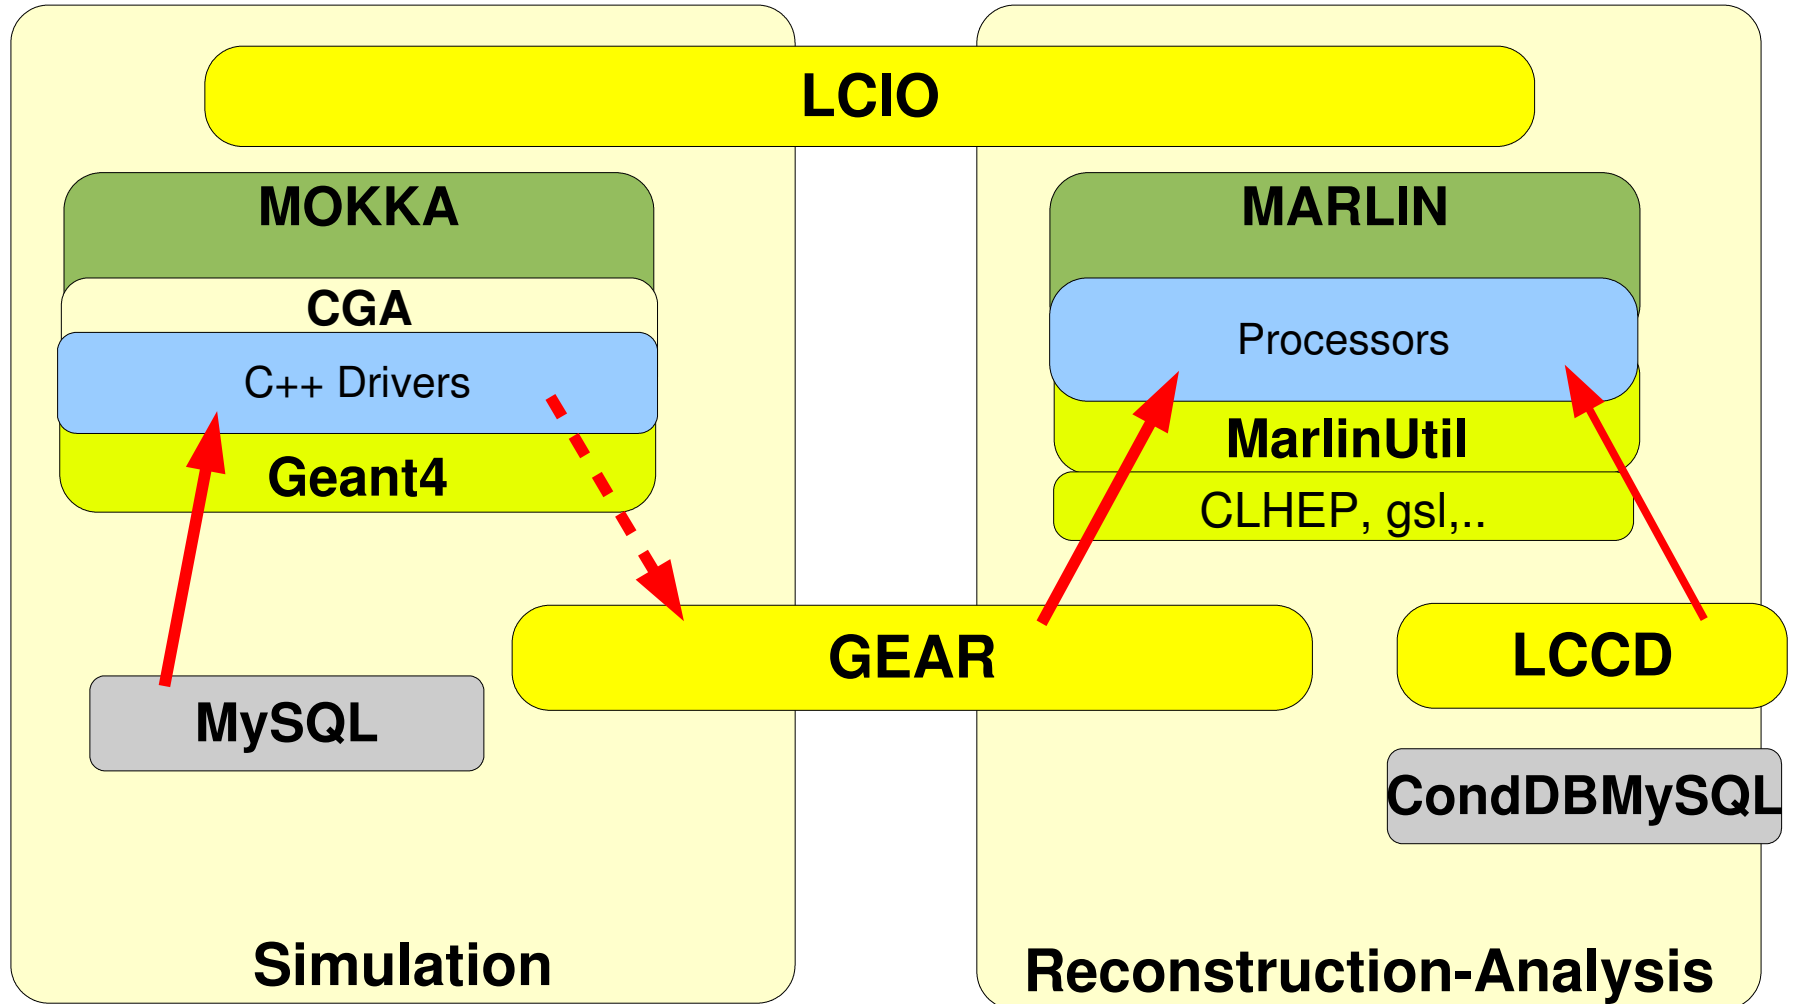 LCIO
MOKKA
CGA
C++ Drivers
Geant4
MySQL
Simulation
GEAR
MARLIN
Processors
MarlinUtil
CLHEP, gsl,..
LCCD
CondDBMySQL
Reconstruction-Analysis